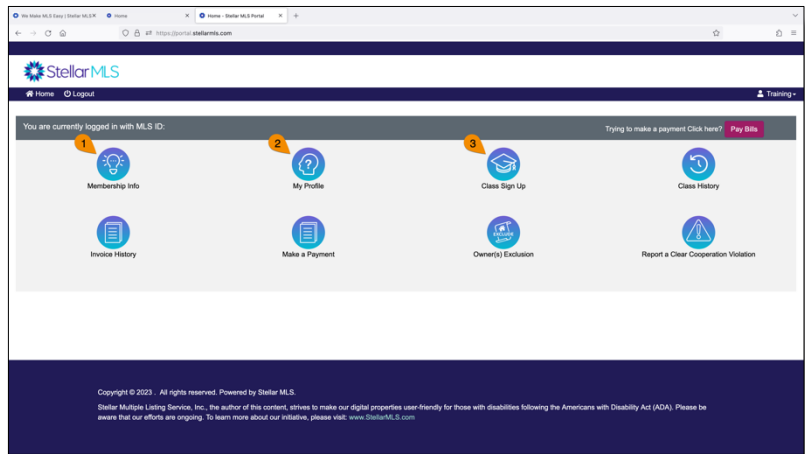 We Make MLS Easy | Stellar MLS
Home
Home - Stellar MLS Portal
https://portal.stellarmls.com
StellarMLS
Home Logout
Training
You are currently logged in with MLS ID:
Trying to make a payment Click here? Pay Bills
1
2
3
Membership Info
My Profile
Class Sign Up
Class History
EXCLUSIVE
Invoice History
Make a Payment
Owner(s) Exclusion
Report a Clear Cooperation Violation
Copyright © 2023 . All rights reserved. Powered by Stellar MLS.
Stellar Multiple Listing Service, Inc., the author of this content, strives to make our digital properties user-friendly for those with disabilities following the Americans with Disability Act (ADA). Please be
aware that our efforts are ongoing. To learn more about our initiative, please visit: www.StellarMLS.com